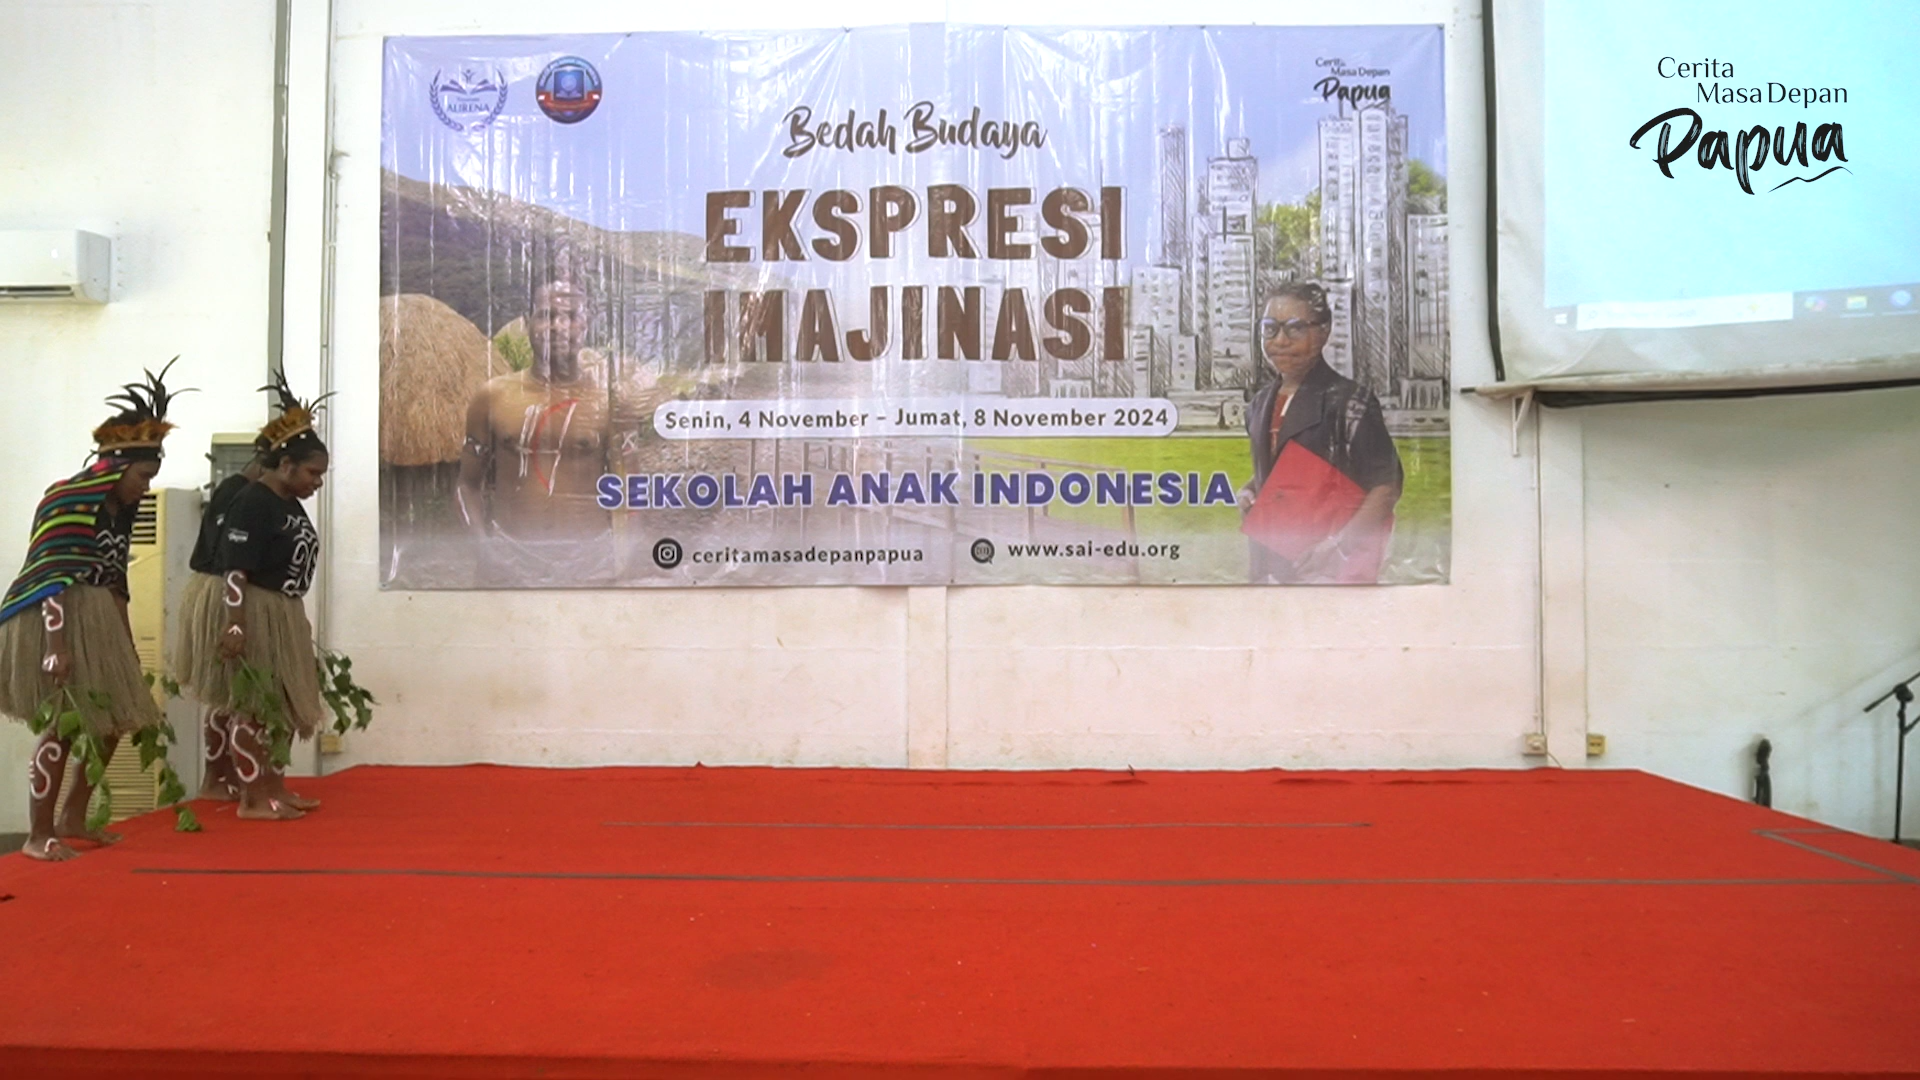 AURENA
Cerita
Masa Depan
Papua
Bedah Budaya
EKSPRESI
IMAJINASI
Senin, 4 November – Jumat, 8 November 2024
SEKOLAH ANAK INDONESIA
ceritamasadepanpapua
www.sai-edu.org
Cerita
Masa Depan
Papua